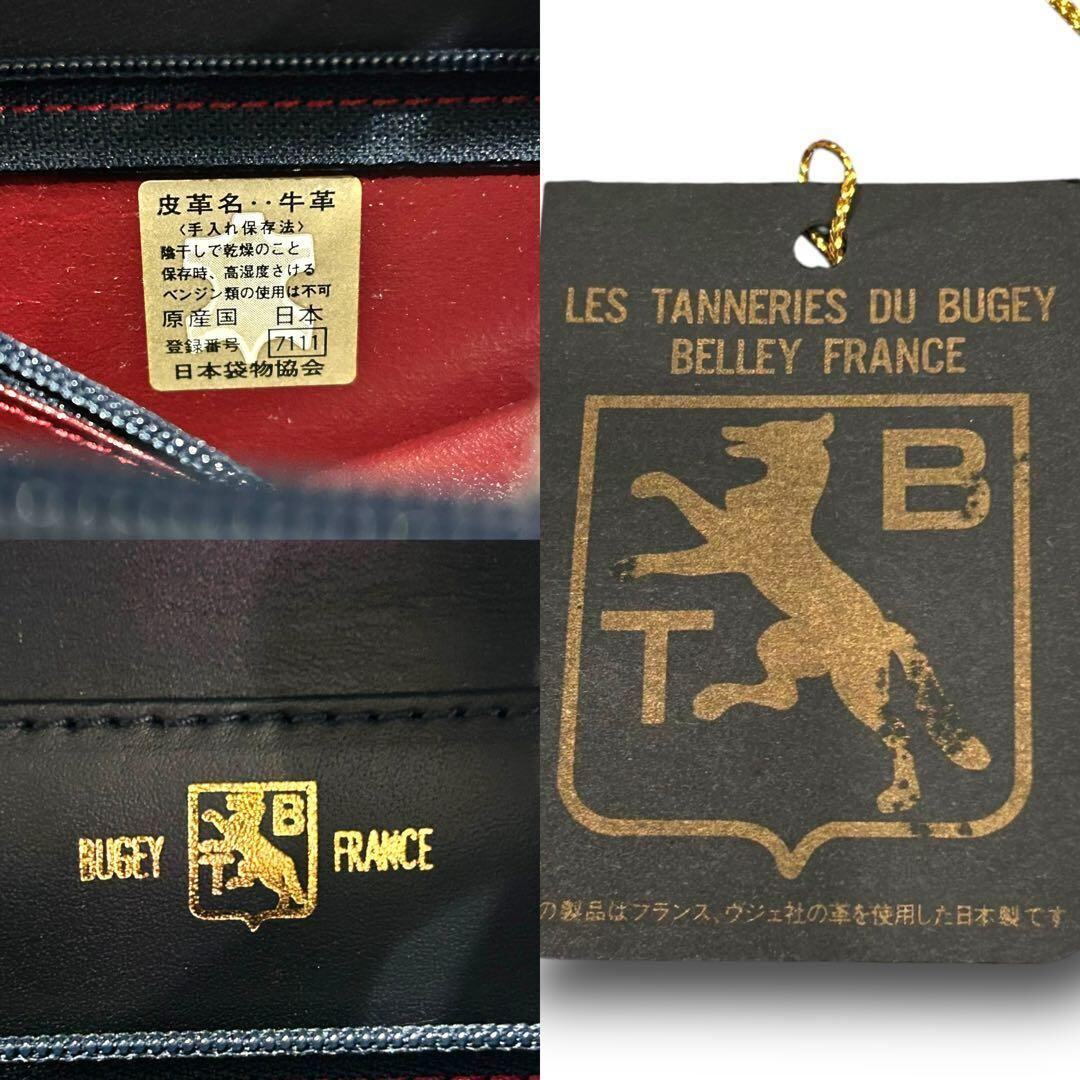 皮革名‥牛革
〈手入れ保存法〉
陰干しで乾燥のこと
保存時、高湿度さける
ベンジン類の使用は不可
原産国 日本
登録番号 7111
日本袋物協会
BUGEY BT FRANCE
LES TANNERIES DU BUGEY
BELLEY FRANCE
B
T
の製品はフランス、ヴジェ社の革を使用した日本製です